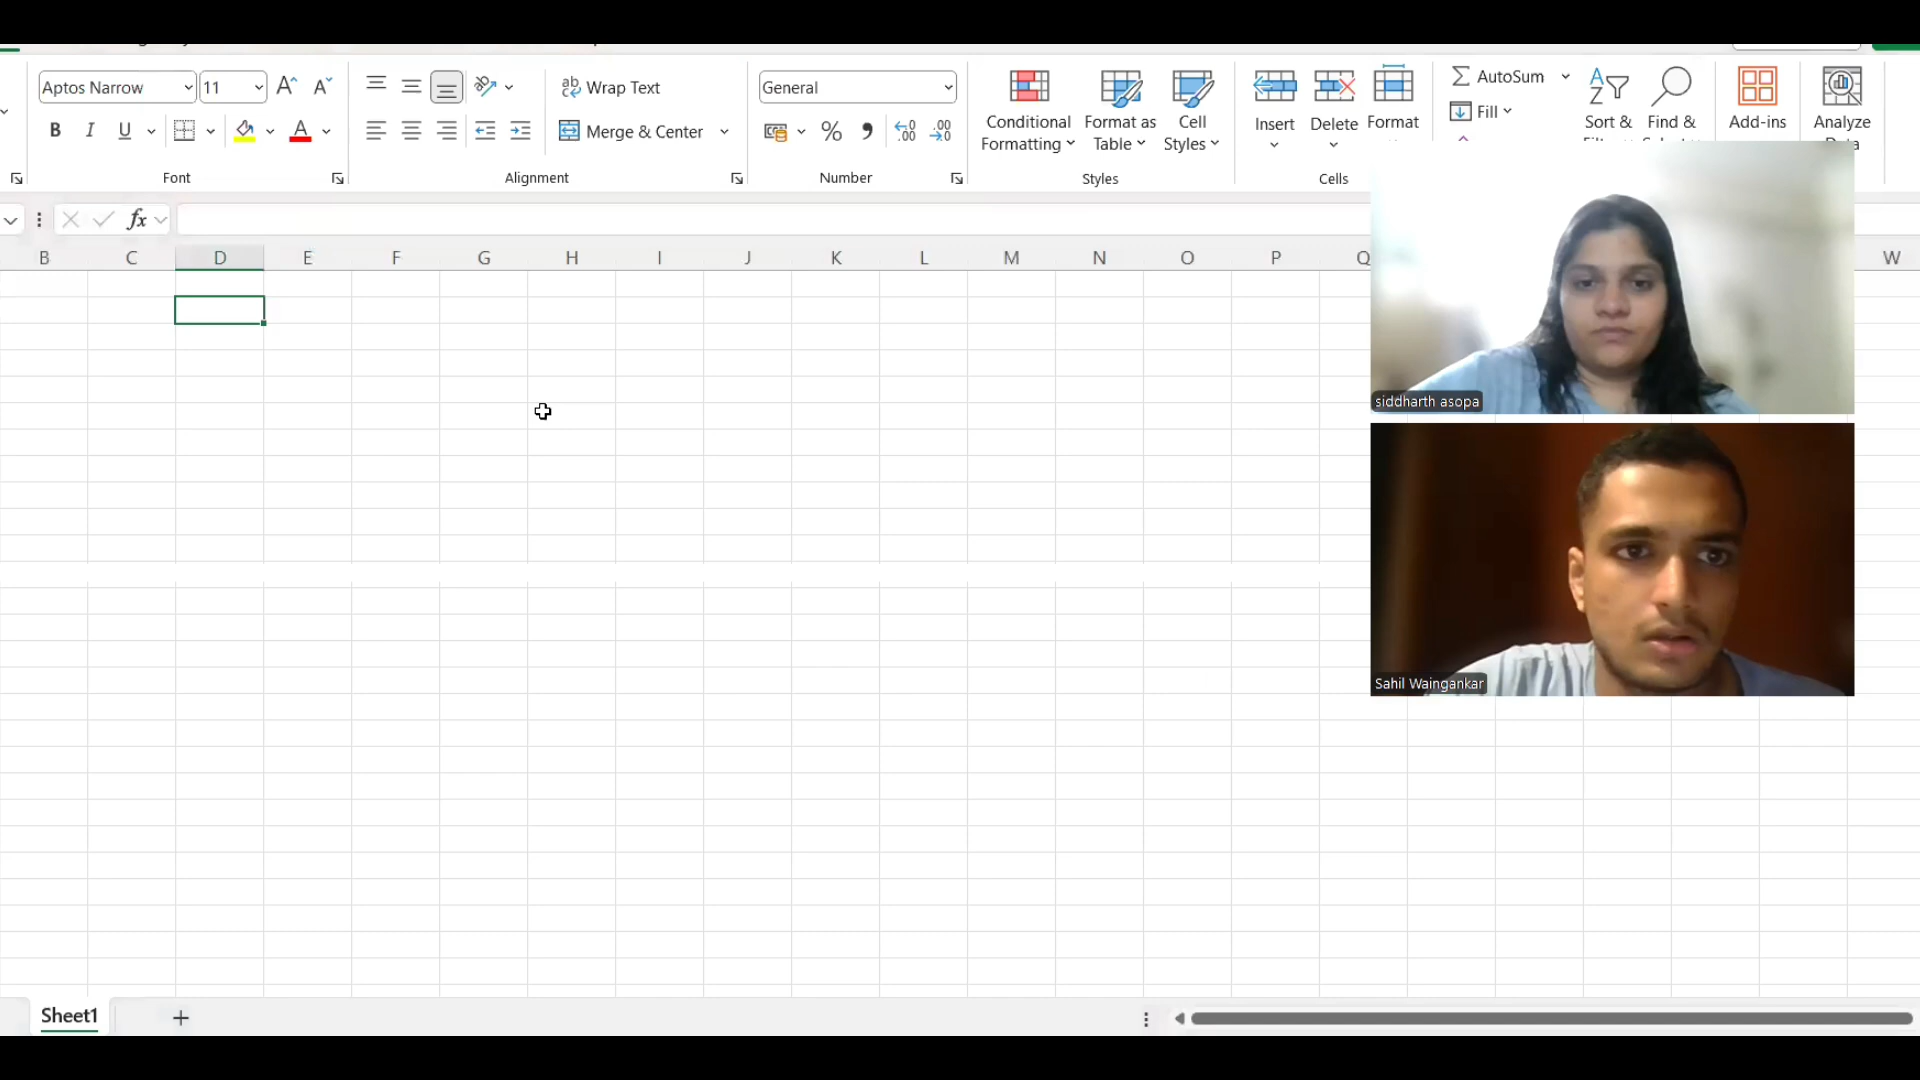 Aptos Narrow
11
Wrap Text
General
AutoSum
B I U
Merge & Center
% 9
Conditional Formatting
Format as Table
Cell Styles
Insert
Delete
Format
Fill
Sort &
Find &
Add-ins
Analyze
Font
Alignment
Number
Styles
Cells
fx
B C D E F G H I J K L M N O P Q W
siddharth asopa
Sahil Waingankar
Sheet1